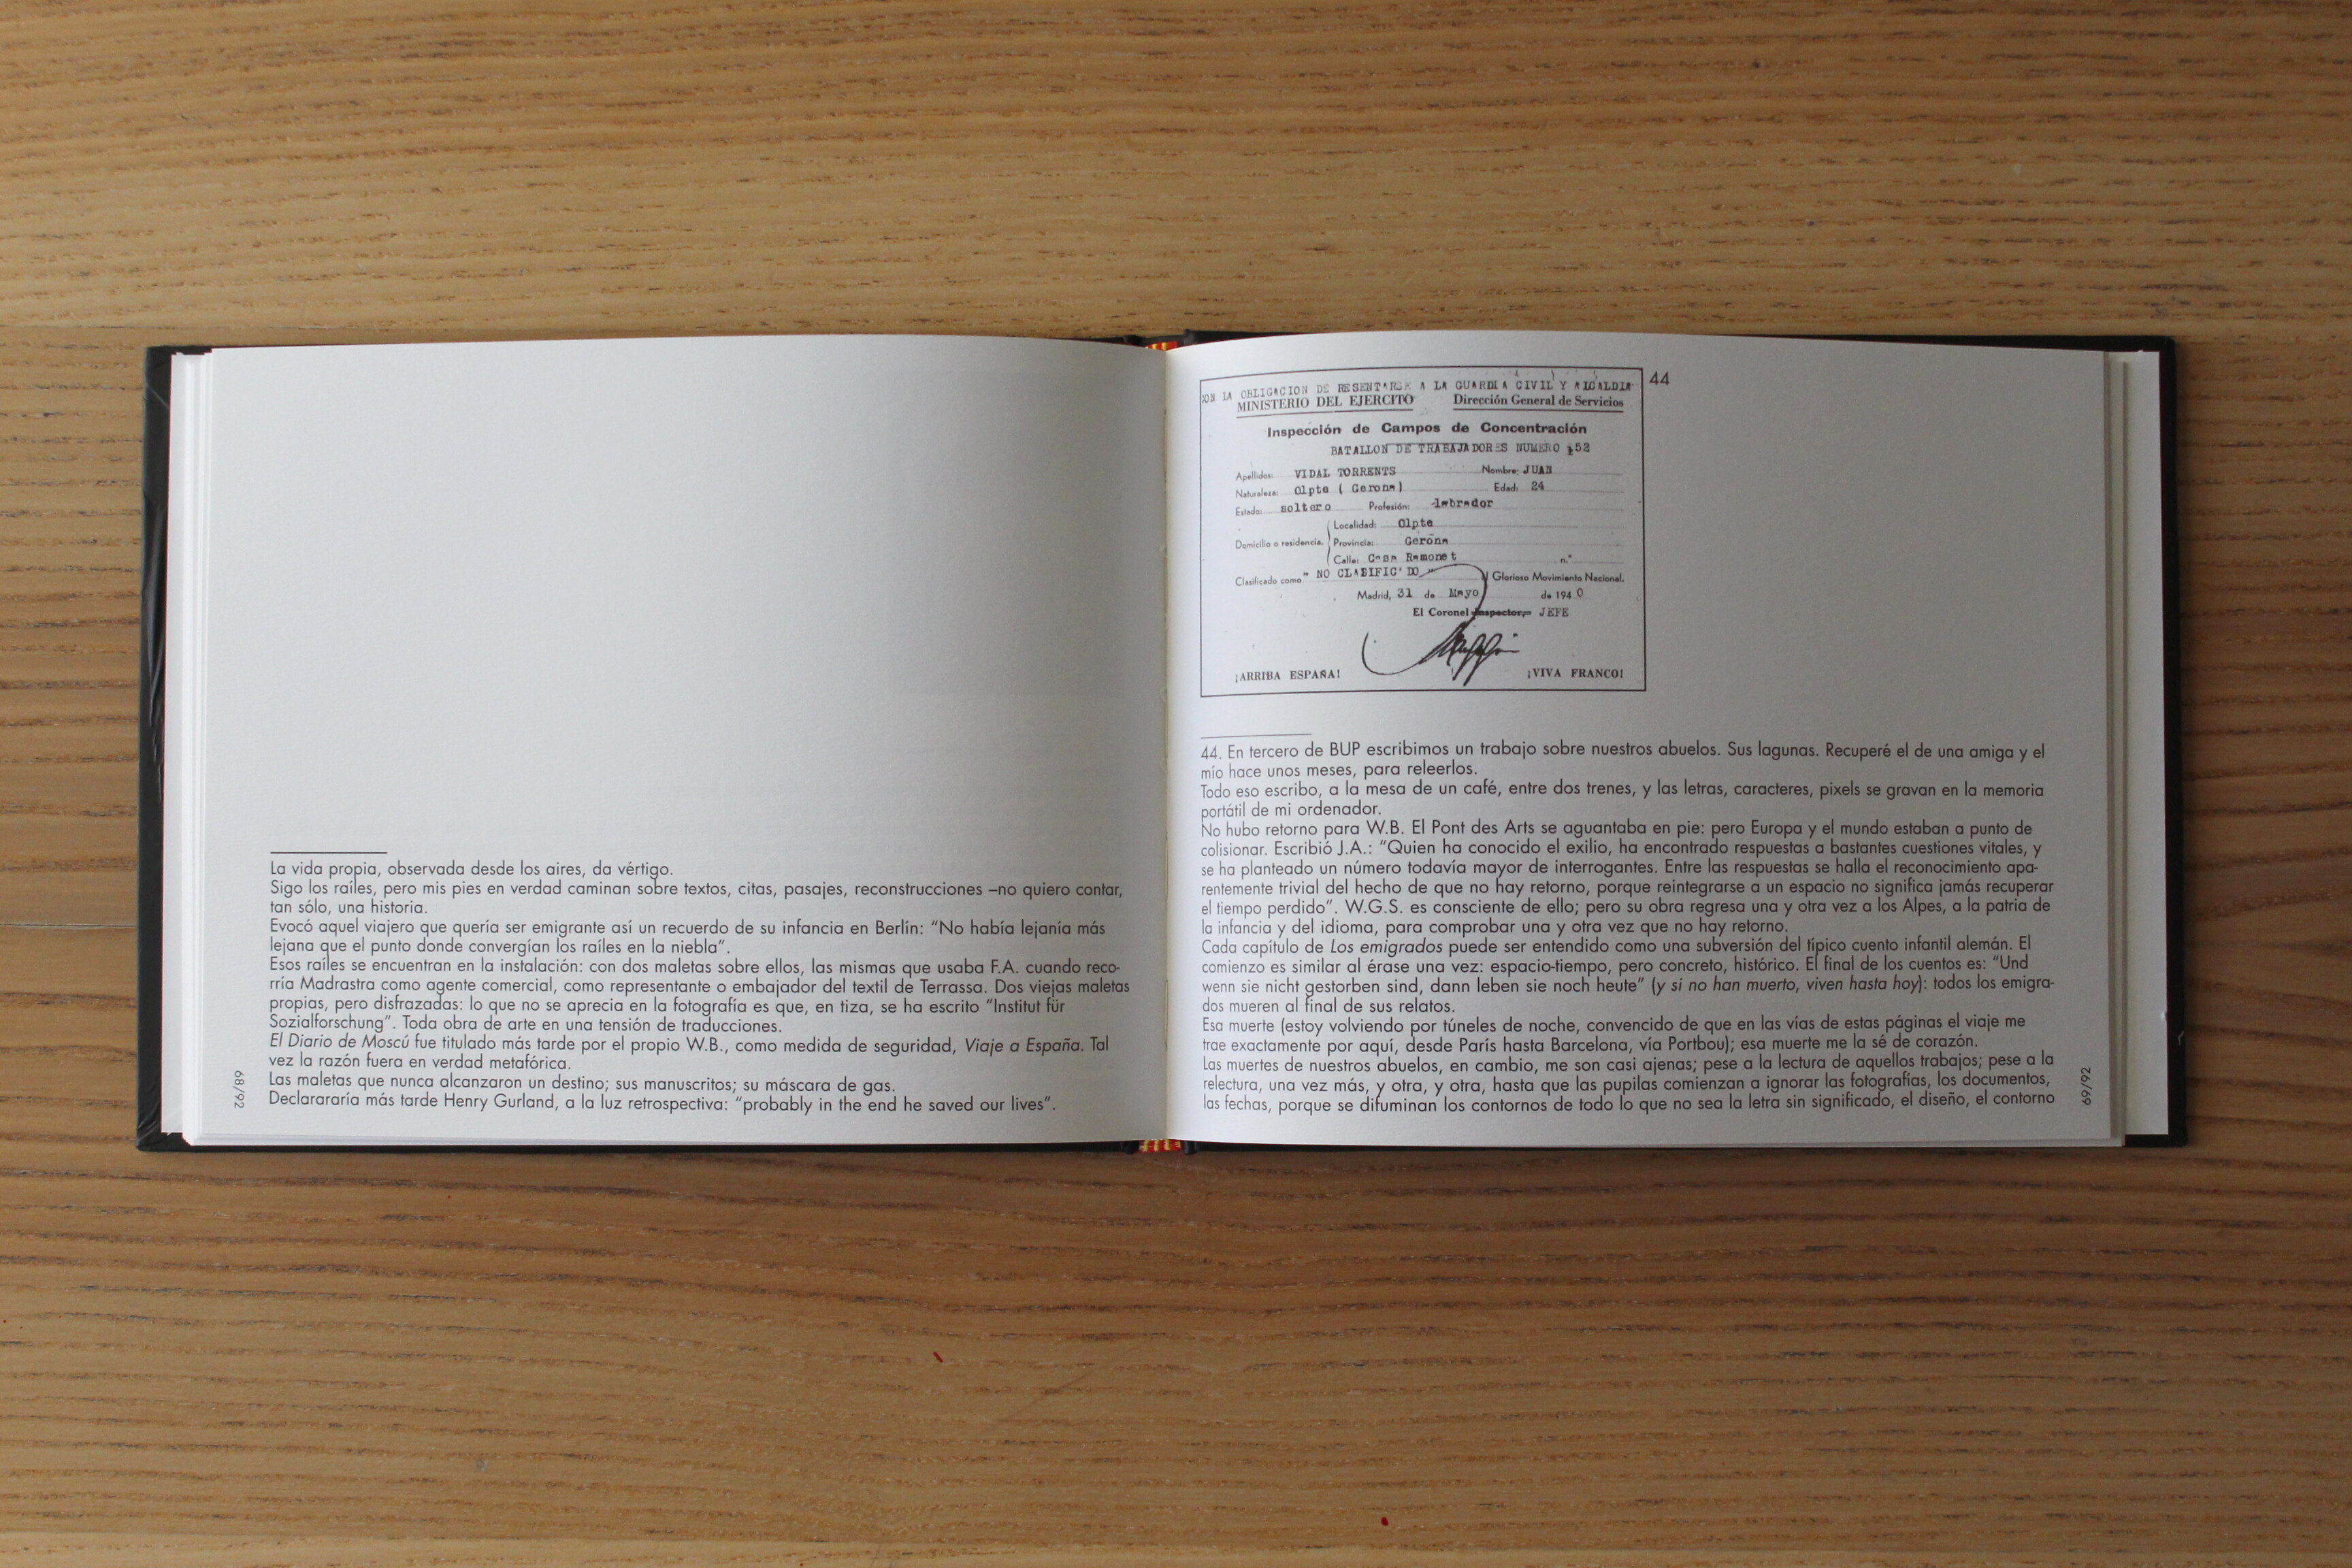 La vida propia, observada desde los aires, da vértigo.
Sigo los raíles, pero mis pies en verdad caminan sobre textos, citas, pasajes, reconstrucciones –no quiero contar,
tan sólo, una historia.
Evocó aquel viajero que quería ser emigrante así un recuerdo de su infancia en Berlín: “No había lejanía más
lejana que el punto donde convergían los raíles en la niebla”.
Esos raíles se encuentran en la instalación: con dos maletas sobre ellos, las mismas que usaba F.A. cuando reco-
rría Madrastra como agente comercial, como representante o embajador del textil de Terrassa. Dos viejas maletas
propias, pero disfrazadas: lo que no se aprecia en la fotografía es que, en tiza, se ha escrito “Institut für
Sozialforschung”. Toda obra de arte en una tensión de traducciones.
El Diario de Moscú fue titulado más tarde por el propio W.B., como medida de seguridad, Viaje a España. Tal
vez la razón fuera en verdad metafórica.
Las maletas que nunca alcanzaron un destino; sus manuscritos; su máscara de gas.
Declarararía más tarde Henry Gurland, a la luz retrospectiva: “probably in the end he saved our lives”.
68/92
CON LA OBLIGACION DE RESENTARSE A LA GUARDIA CIVIL Y ALCALDIA
44
MINISTERIO DEL EJERCITO Dirección General de Servicios
Inspección de Campos de Concentración
BATALLON DE TRABAJADORES NUMERO 152
Apellidos: VIDAL TORRENTS Nombre: JUAN
Naturaleza: Olpte ( Gerona) Edad: 24
Estado: soltero Profesión: labrador
Localidad: Olpte
Domicilio o residencia. Provincia: Gerona
Calle: Casa Ramonet n.º
Clasificado como " NO CLASIFIC'DO " al Glorioso Movimiento Nacional.
Madrid, 31 de Mayo de 1940
El Coronel Inspector, JEFE
¡ARRIBA ESPAÑA! ¡VIVA FRANCO!
44. En tercero de BUP escribimos un trabajo sobre nuestros abuelos. Sus lagunas. Recuperé el de una amiga y el
mío hace unos meses, para releerlos.
Todo eso escribo, a la mesa de un café, entre dos trenes, y las letras, caracteres, pixels se gravan en la memoria
portátil de mi ordenador.
No hubo retorno para W.B. El Pont des Arts se aguantaba en pie: pero Europa y el mundo estaban a punto de
colisionar. Escribió J.A.: “Quien ha conocido el exilio, ha encontrado respuestas a bastantes cuestiones vitales, y
se ha planteado un número todavía mayor de interrogantes. Entre las respuestas se halla el reconocimiento apa-
rentemente trivial del hecho de que no hay retorno, porque reintegrarse a un espacio no significa jamás recuperar
el tiempo perdido”. W.G.S. es consciente de ello; pero su obra regresa una y otra vez a los Alpes, a la patria de
la infancia y del idioma, para comprobar una y otra vez que no hay retorno.
Cada capítulo de Los emigrados puede ser entendido como una subversión del típico cuento infantil alemán. El
comienzo es similar al érase una vez: espacio-tiempo, pero concreto, histórico. El final de los cuentos es: “Und
wenn sie nicht gestorben sind, dann leben sie noch heute” (y si no han muerto, viven hasta hoy): todos los emigra-
dos mueren al final de sus relatos.
Esa muerte (estoy volviendo por túneles de noche, convencido de que en las vías de estas páginas el viaje me
trae exactamente por aquí, desde París hasta Barcelona, vía Portbou); esa muerte me la sé de corazón.
Las muertes de nuestros abuelos, en cambio, me son casi ajenas; pese a la lectura de aquellos trabajos; pese a la
relectura, una vez más, y otra, y otra, hasta que las pupilas comienzan a ignorar las fotografías, los documentos,
las fechas, porque se difuminan los contornos de todo lo que no sea la letra sin significado, el diseño, el contorno
69/92